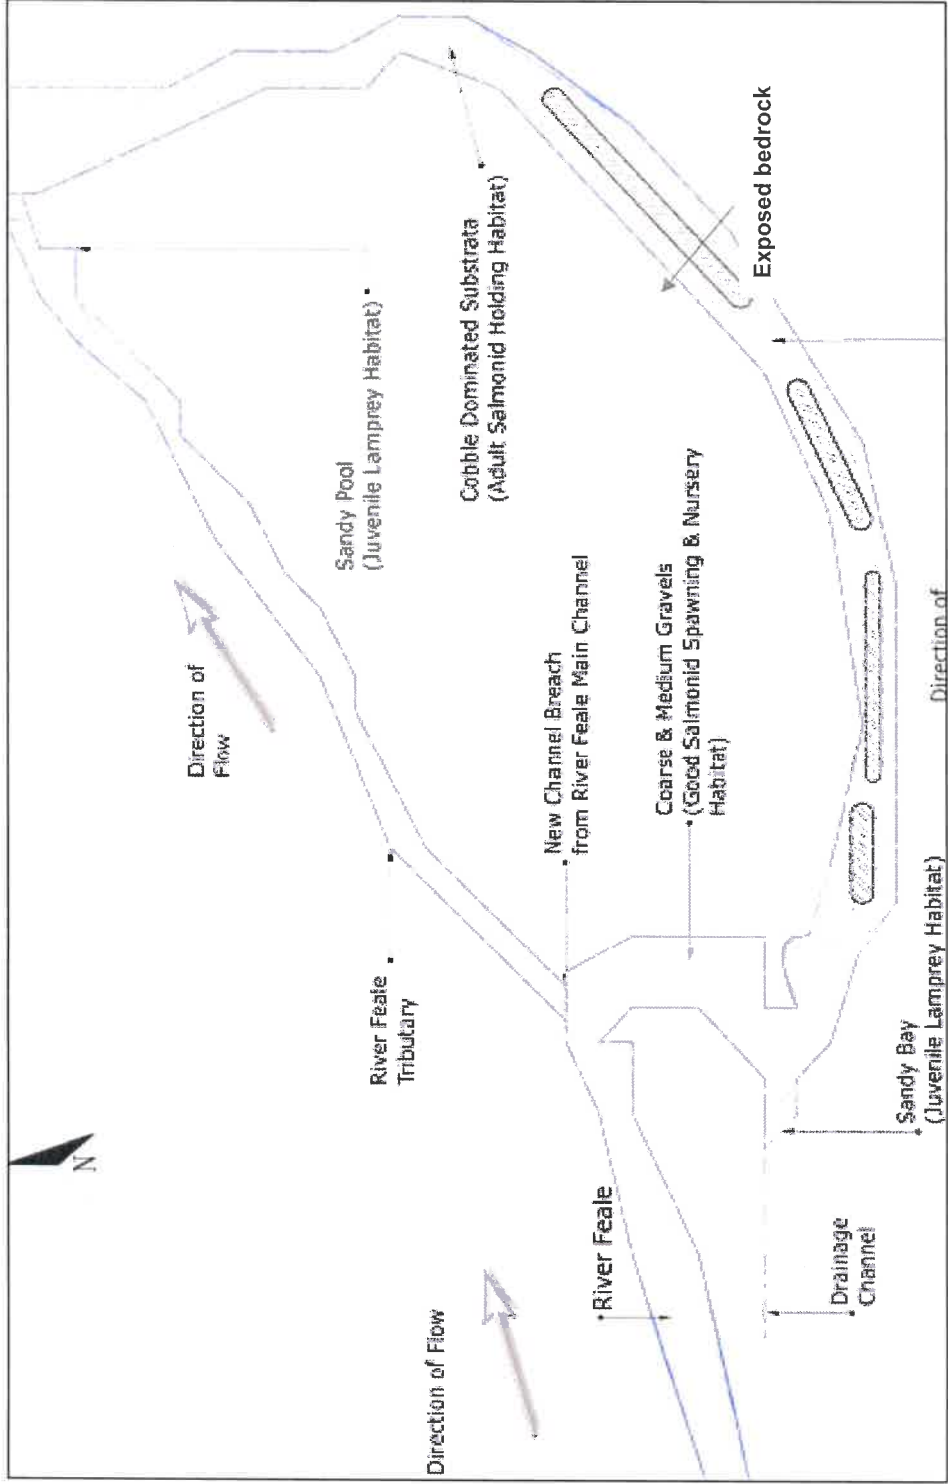 N
Direction of Flow
River Feale
Drainage
Channel
Sandy Bay
(Juvenile Lamprey Habitat)
River Feale
Tributary
New Channel Breach
from River Feale Main Channel
Coarse & Medium Gravels
(Good Salmonid Spawning & Nursery
Habitat)
Direction of
Flow
Sandy Pool
(Juvenile Lamprey Habitat)
Cobble Dominated Substrata
(Adult Salmonid Holding Habitat)
Exposed bedrock
Direction of